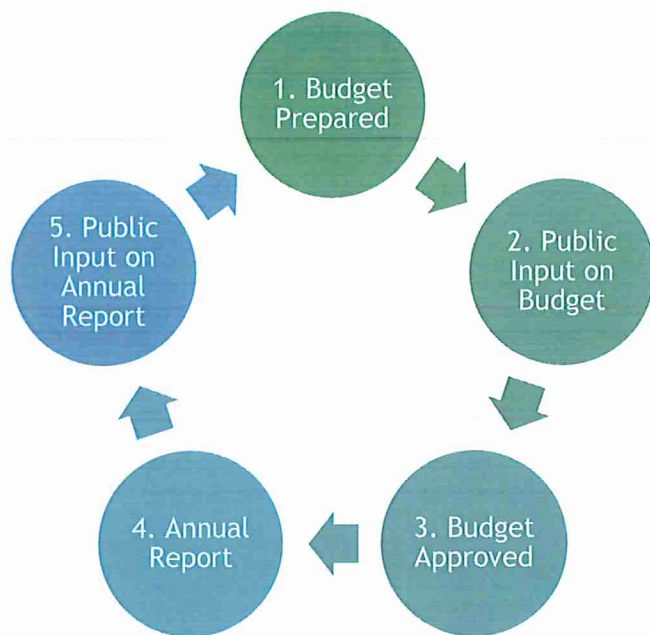 1. Budget
Prepared
2. Public
Input on
Budget
3. Budget
Approved
4. Annual
Report
5. Public
Input on
Annual
Report